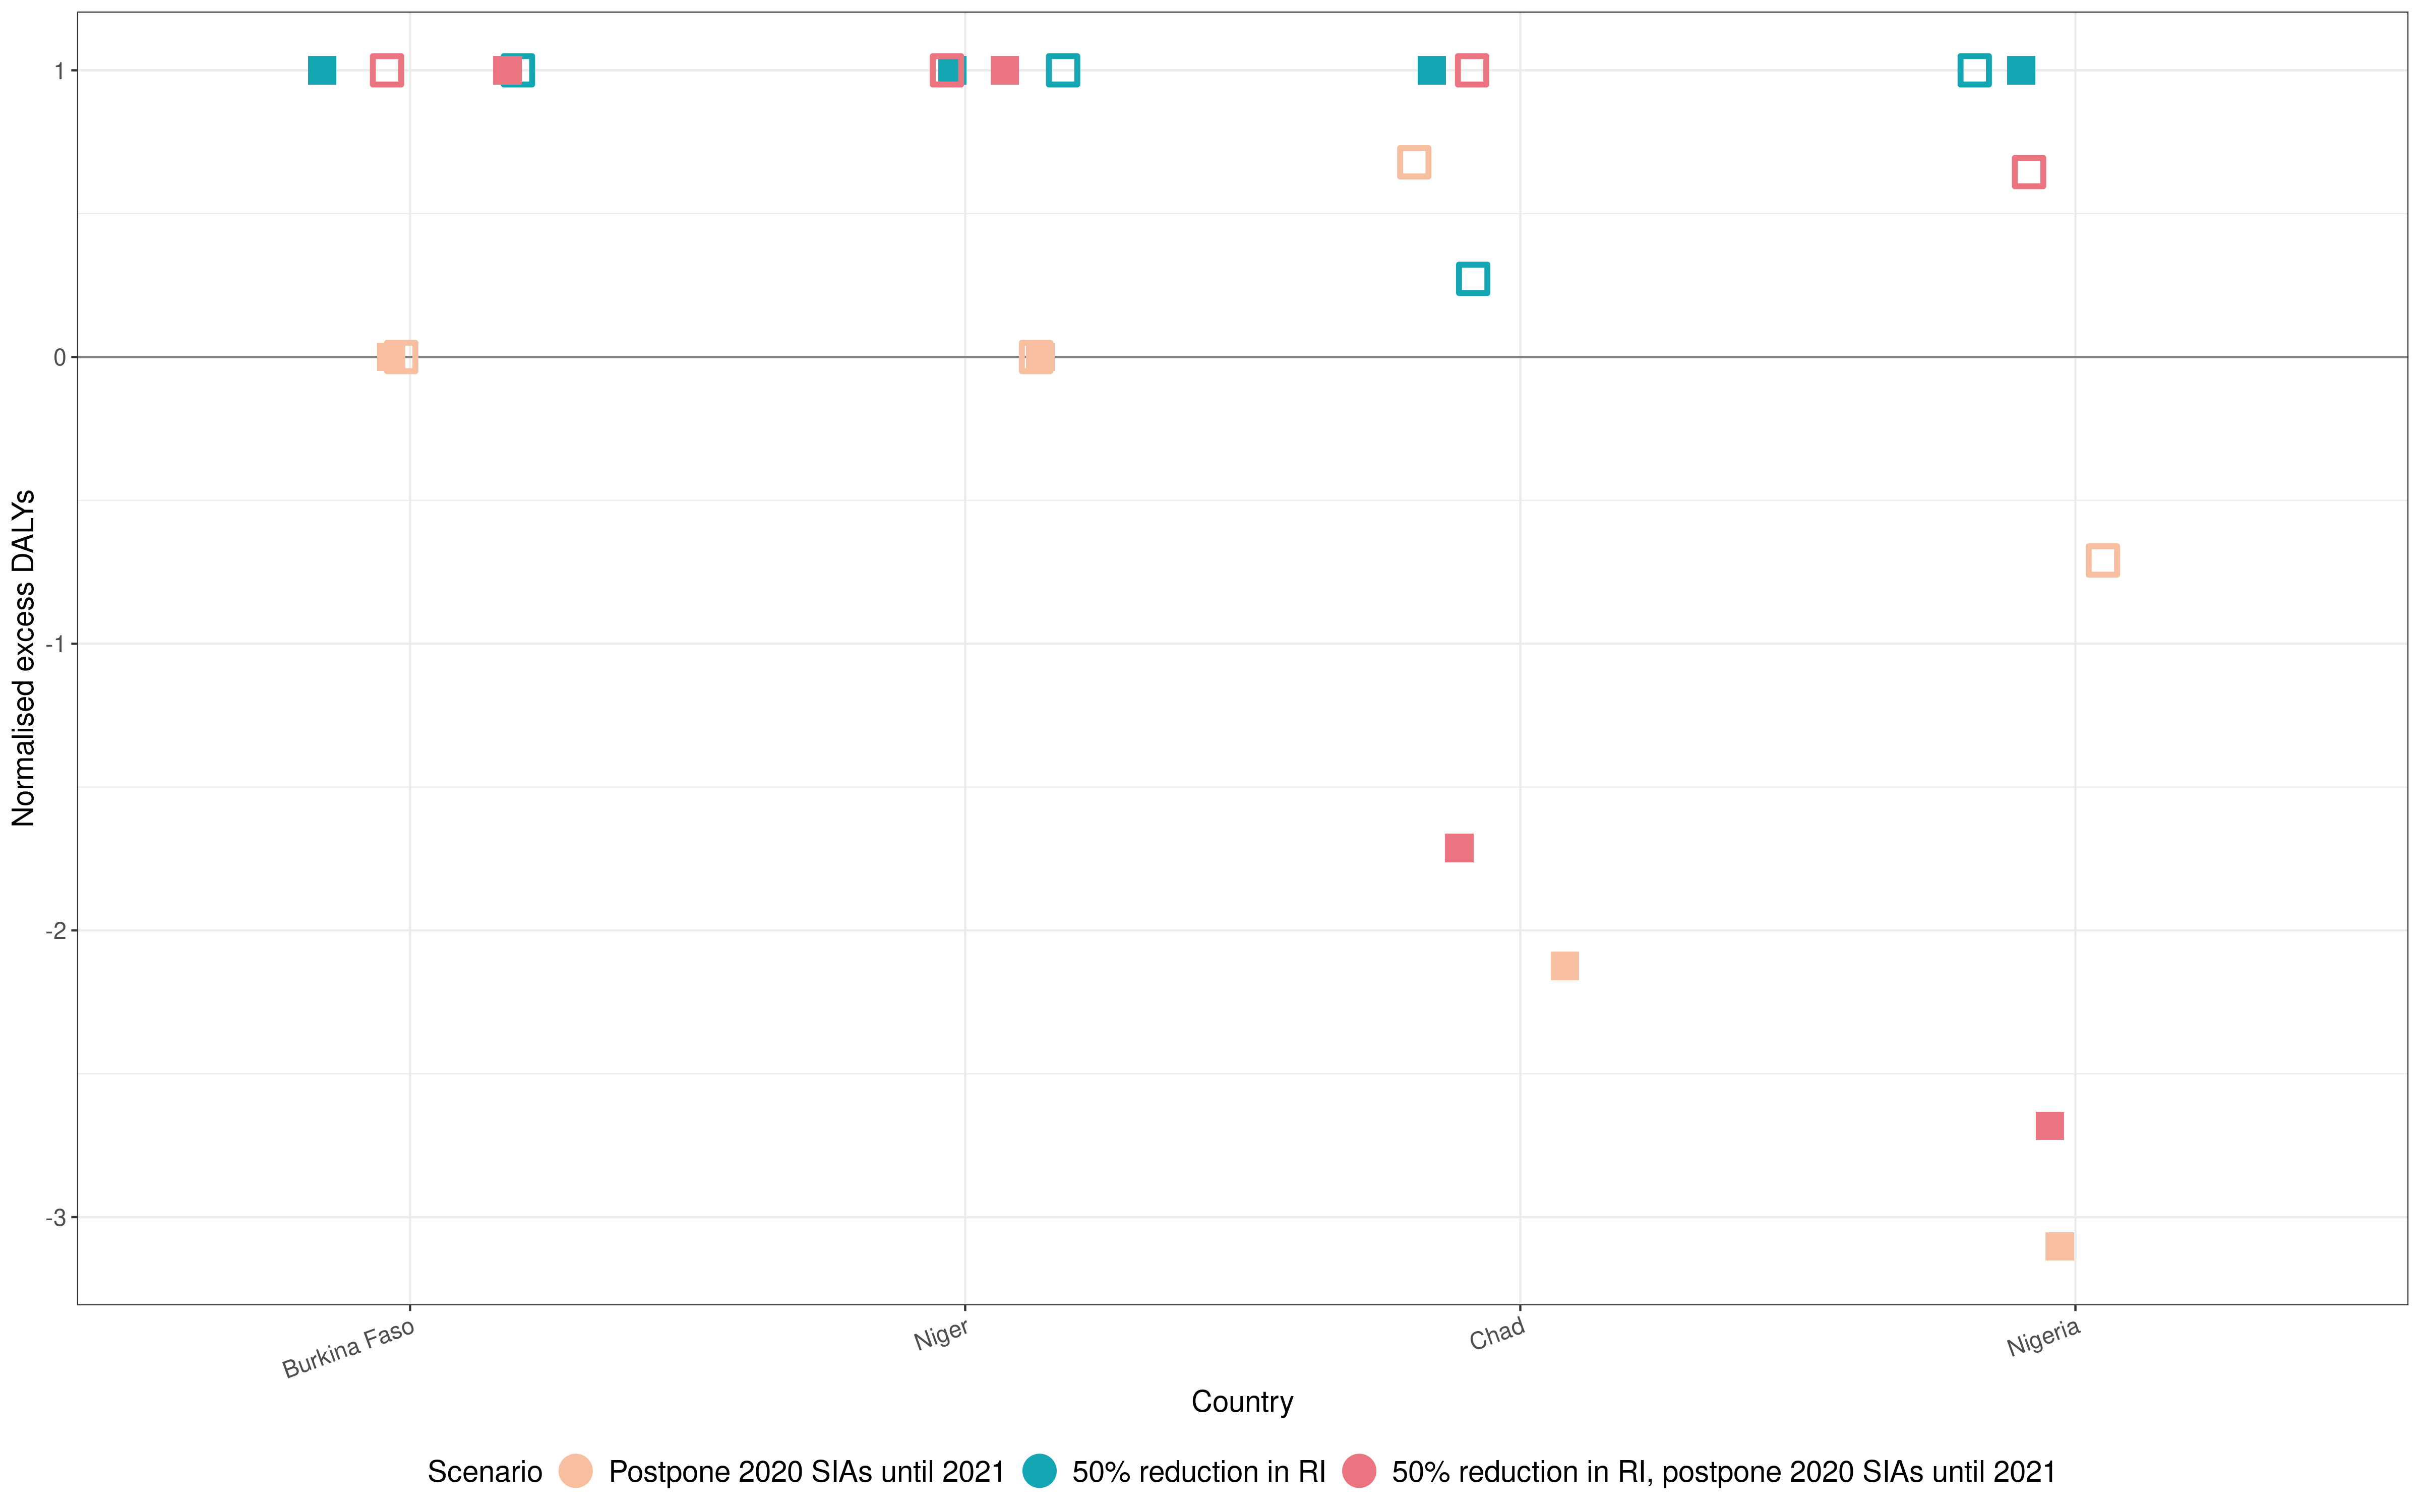 Normalised excess DALYs
1
0
-1
-2
-3
Burkina Faso
Niger
Chad
Nigeria
Country
Scenario
Postpone 2020 SIAs until 2021
50% reduction in RI
50% reduction in RI, postpone 2020 SIAs until 2021